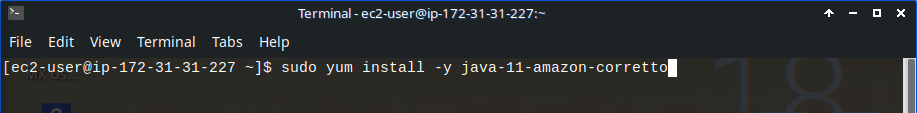 Terminal - ec2-user@ip-172-31-31-227:~
File Edit View Terminal Tabs Help
[ec2-user@ip-172-31-31-227 ~]$ sudo yum install -y java-11-amazon-corretto
18